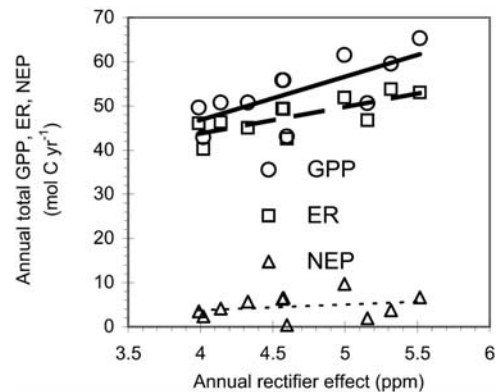 Annual total GPP, ER, NEP
(mol C yr-1)
70
60
50
40
30
20
10
0
GPP
ER
NEP
3.5 4 4.5 5 5.5 6
Annual rectifier effect (ppm)